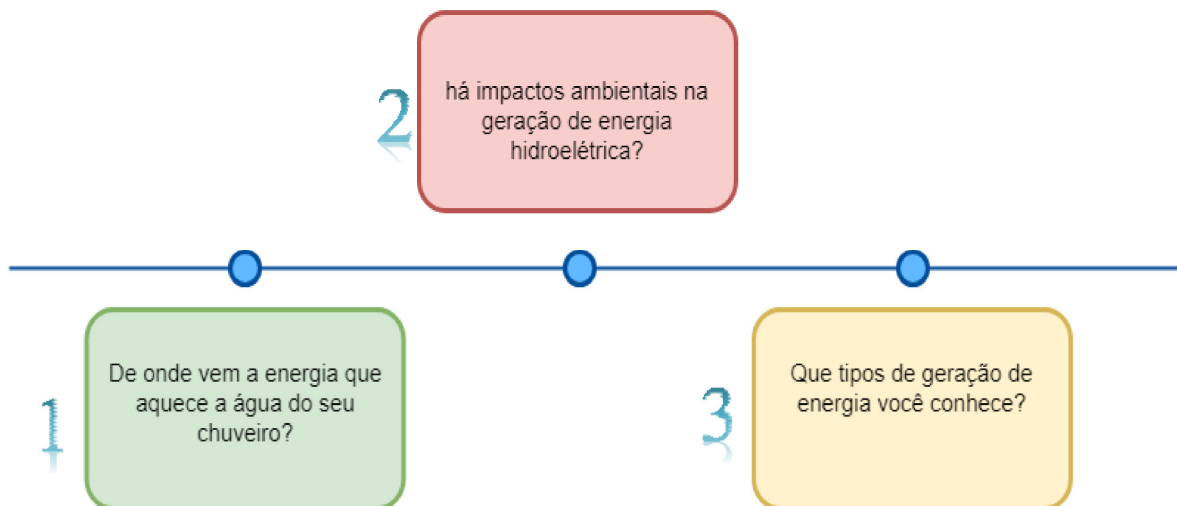 1
De onde vem a energia que
aquece a água do seu
chuveiro?
2
há impactos ambientais na
geração de energia
hidroelétrica?
3
Que tipos de geração de
energia você conhece?